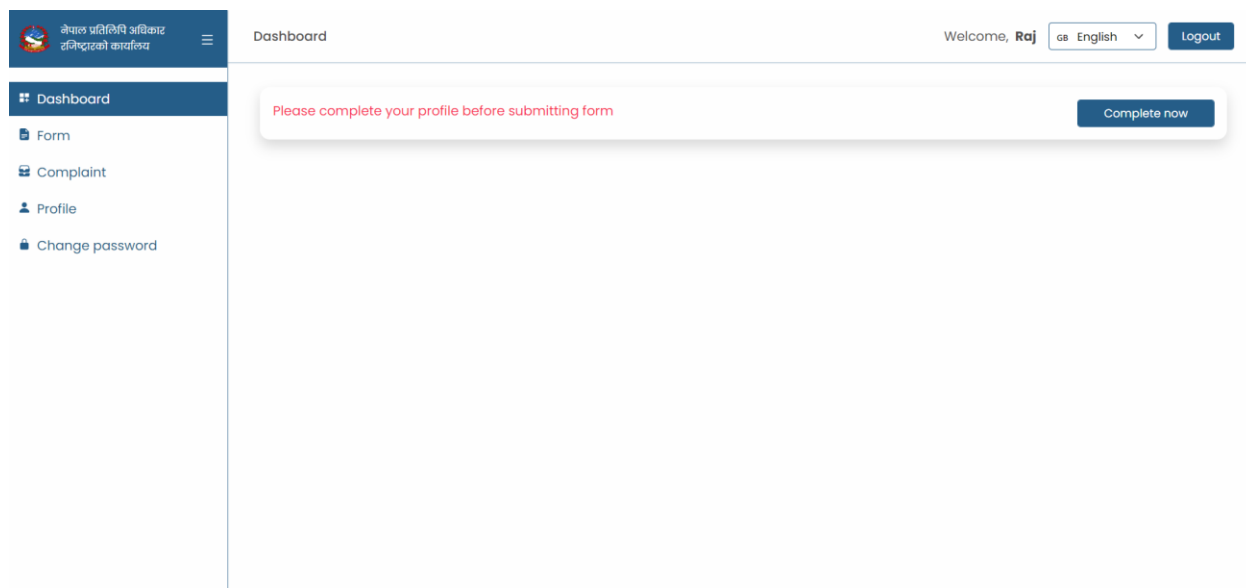 नेपाल प्रतिलिपि अधिकार
रजिष्ट्रारको कार्यालय
Dashboard
Welcome, Raj
GB English
Logout
Dashboard
Form
Complaint
Profile
Change password
Please complete your profile before submitting form
Complete now